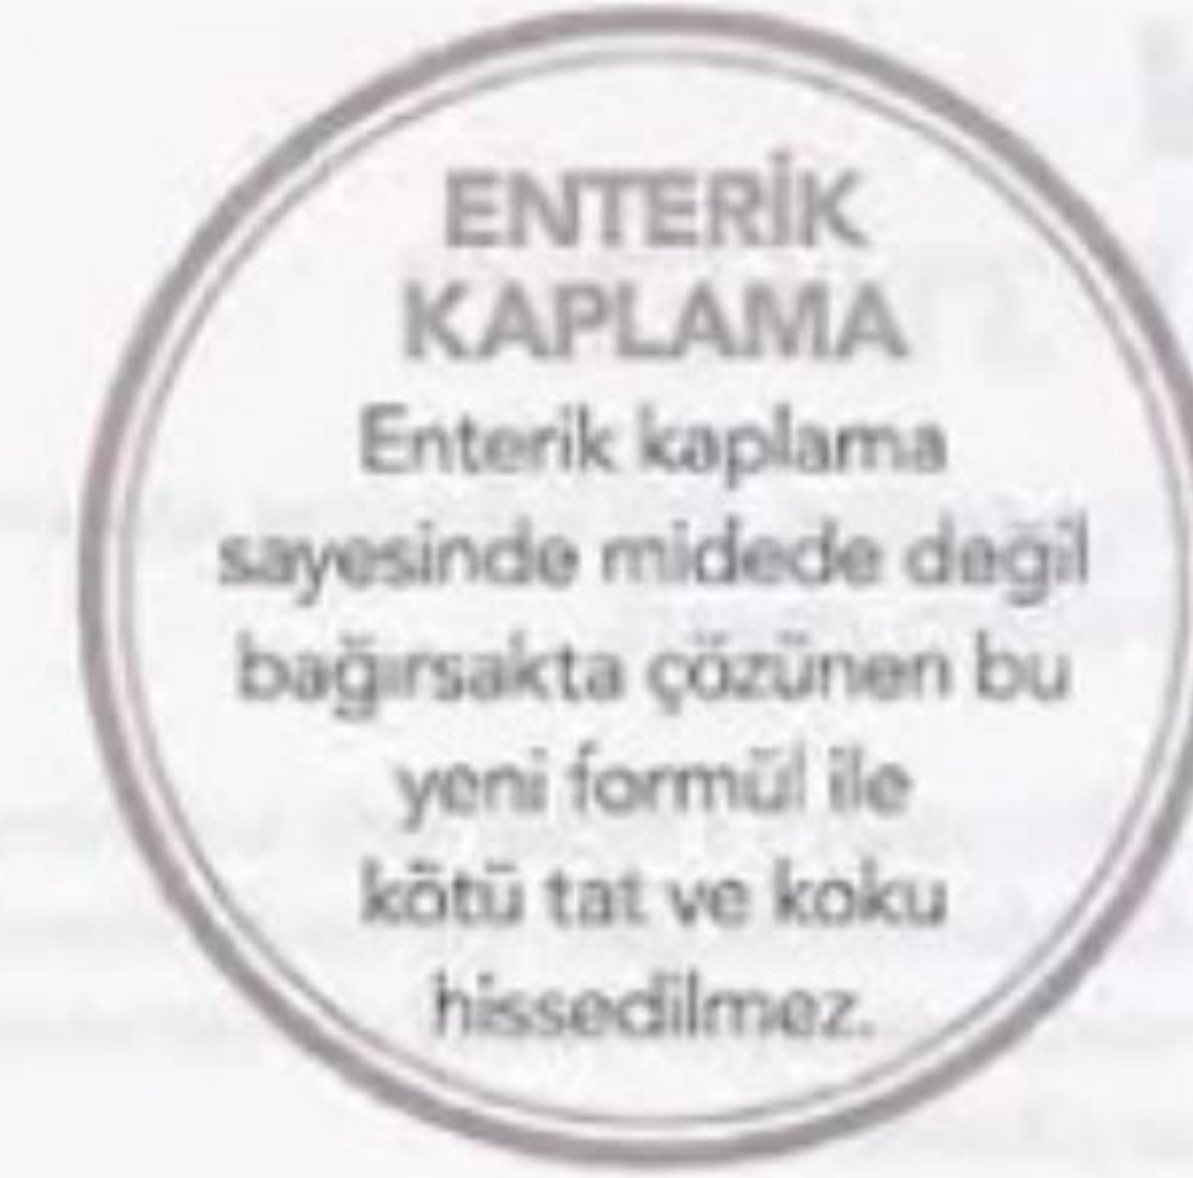 ENTERİK
KAPLAMA
Enterik kaplama
sayesinde midede değil
bağırsakta çözünen bu
yeni formül ile
kötü tat ve koku
hissedilmez.